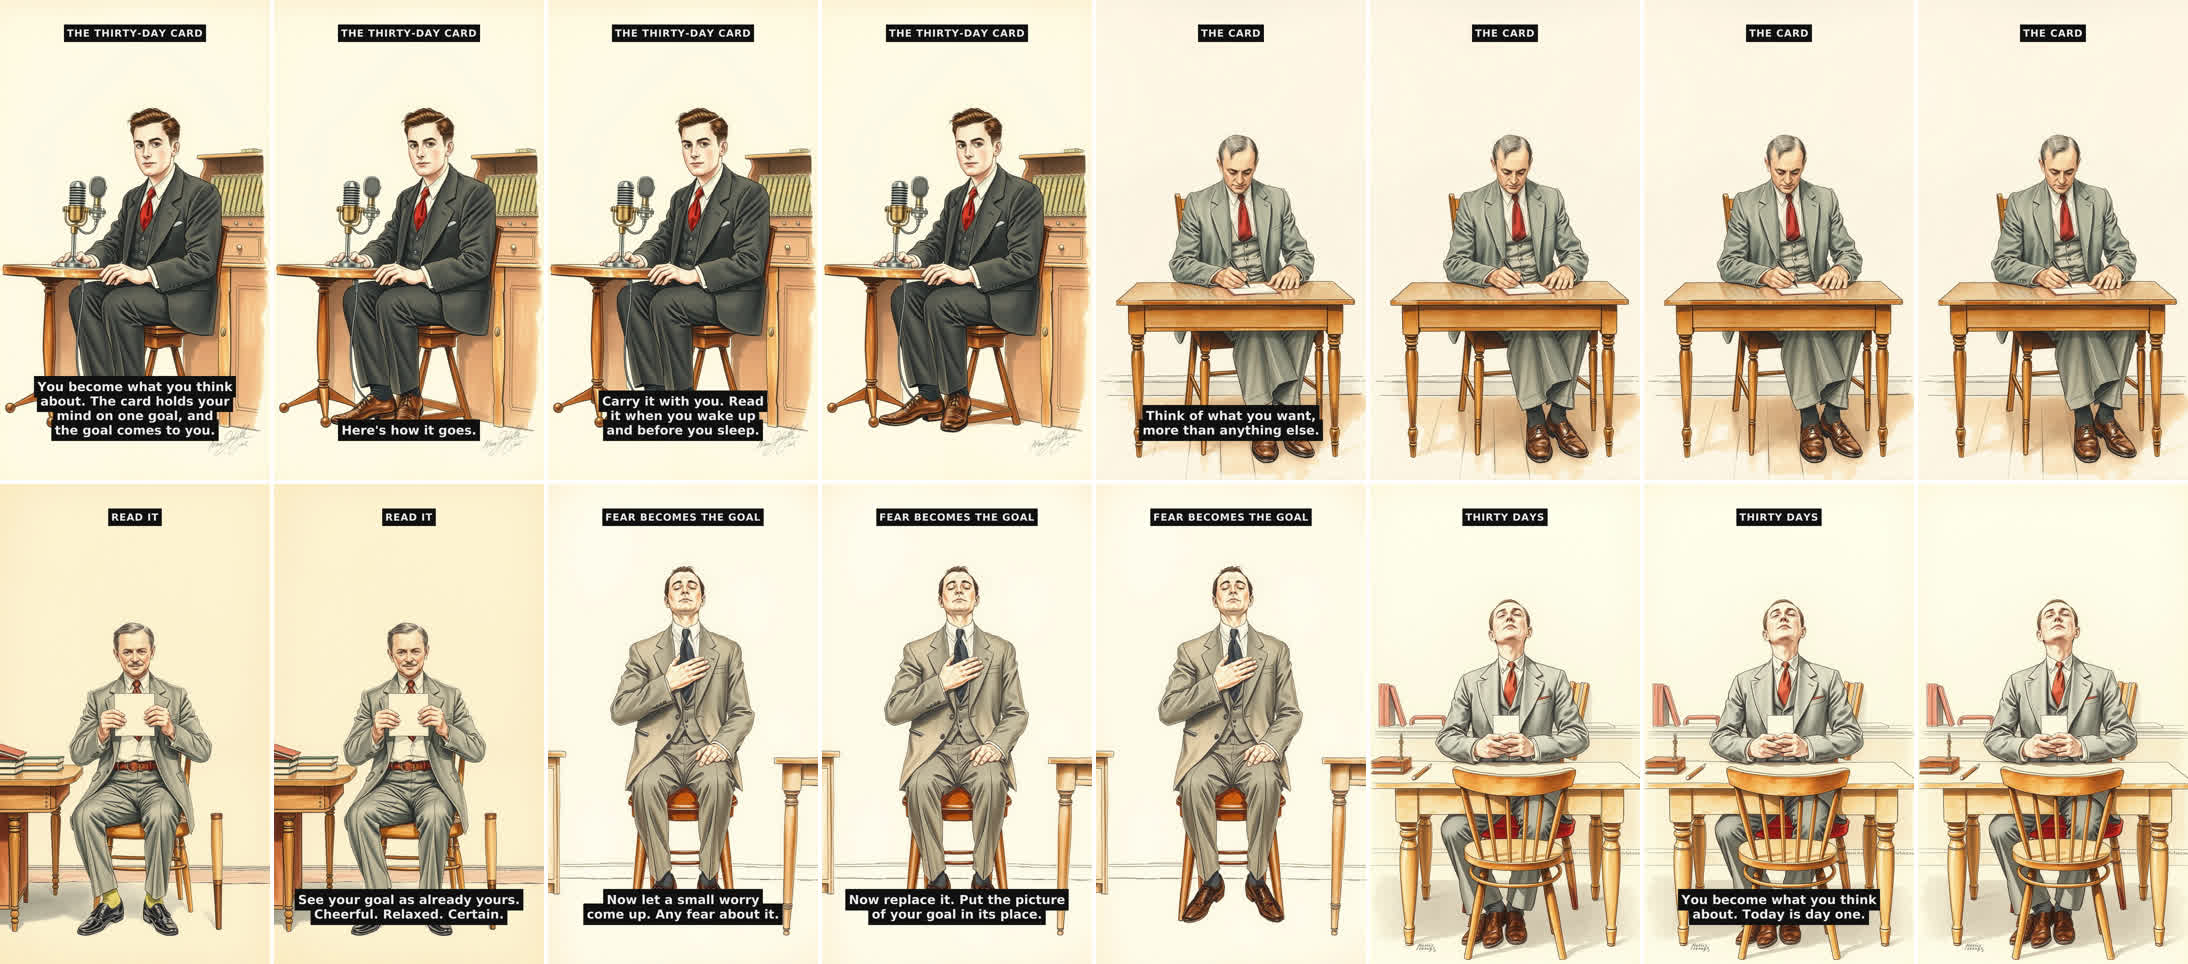 THE THIRTY-DAY CARD
THE THIRTY-DAY CARD
THE THIRTY-DAY CARD
THE THIRTY-DAY CARD
THE CARD
THE CARD
THE CARD
THE CARD
You become what you think
about. The card holds your
mind on one goal, and
the goal comes to you.
Here's how it goes.
Carry it with you. Read
it when you wake up
and before you sleep.
Think of what you want,
more than anything else.
READ IT
READ IT
FEAR BECOMES THE GOAL
FEAR BECOMES THE GOAL
FEAR BECOMES THE GOAL
THIRTY DAYS
THIRTY DAYS
See your goal as already yours.
Cheerful. Relaxed. Certain.
Now let a small worry
come up. Any fear about it.
Now replace it. Put the picture
of your goal in its place.
You become what you think
about. Today is day one.